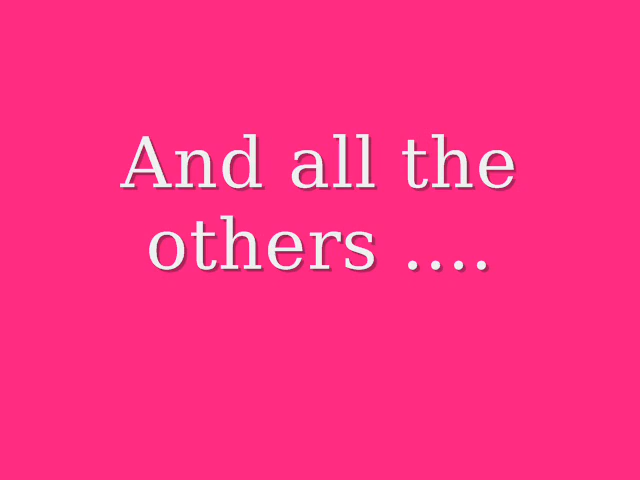 And all the
others ....